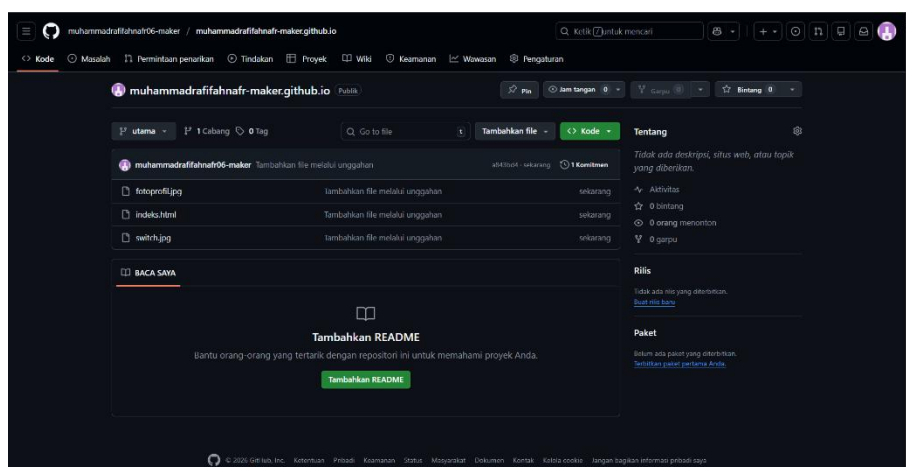 muhammadrafifahnafr06-maker / muhammadrafifahnafr-maker.github.io
Ketik / untuk mencari
Kode Masalah Permintaan penarikan Tindakan Proyek Wiki Keamanan Wawasan Pengaturan
muhammadrafifahnafr-maker.github.io Publik
Pin Jam tangan 0 Garpu 0 Bintang 0
utama 1 Cabang 0 Tag
Go to file t
Tambahkan file Kode
muhammadrafifahnafr06-maker Tambahkan file melalui unggahan
sekarang 1 Komitmen
fotoprofil.jpg Tambahkan file melalui unggahan sekarang
indeks.html Tambahkan file melalui unggahan sekarang
switch.jpg Tambahkan file melalui unggahan sekarang
BACA SAYA
Tambahkan README
Bantu orang-orang yang tertarik dengan repositori ini untuk memahami proyek Anda.
Tambahkan README
Tentang
Tidak ada deskripsi, situs web, atau topik
yang diberikan.
Aktivitas
0 bintang
0 orang menonton
0 garpu
Rilis
Tidak ada rilis yang diterbitkan.
Buat rilis baru
Paket
Belum ada paket yang diterbitkan.
Terbitkan paket pertama Anda.
© 2026 GitHub, Inc. Ketentuan Pribadi Keamanan Status Masyarakat Dokumen Kontak Kelola cookie Jangan bagikan informasi pribadi saya